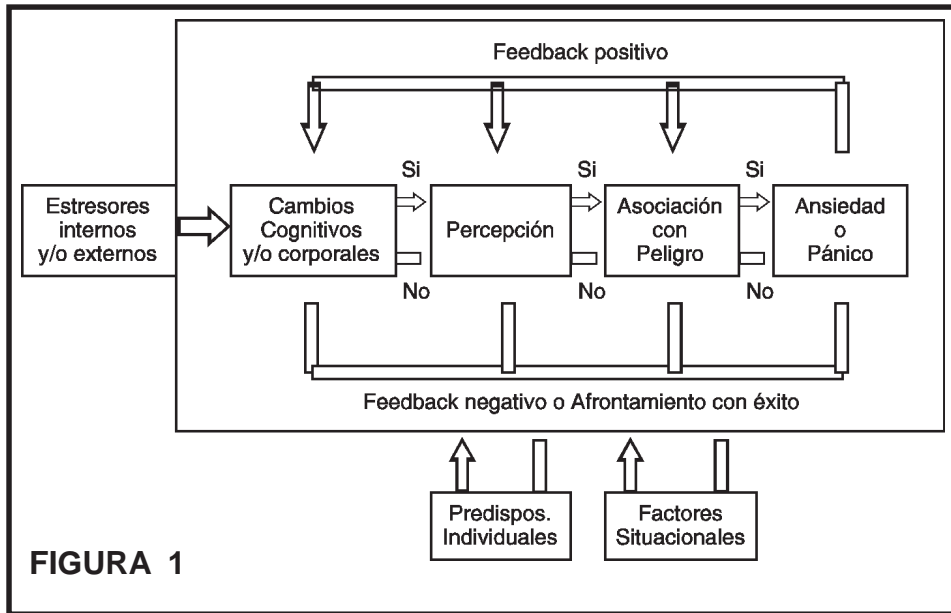 Feedback positivo
Si
Si
Si
Estresores
internos
y/o externos
Cambios
Cognitivos
y/o corporales
Percepción
Asociación
con
Peligro
Ansiedad
o
Pánico
No
No
No
Feedback negativo o Afrontamiento con éxito
Predispos.
Individuales
Factores
Situacionales
FIGURA 1